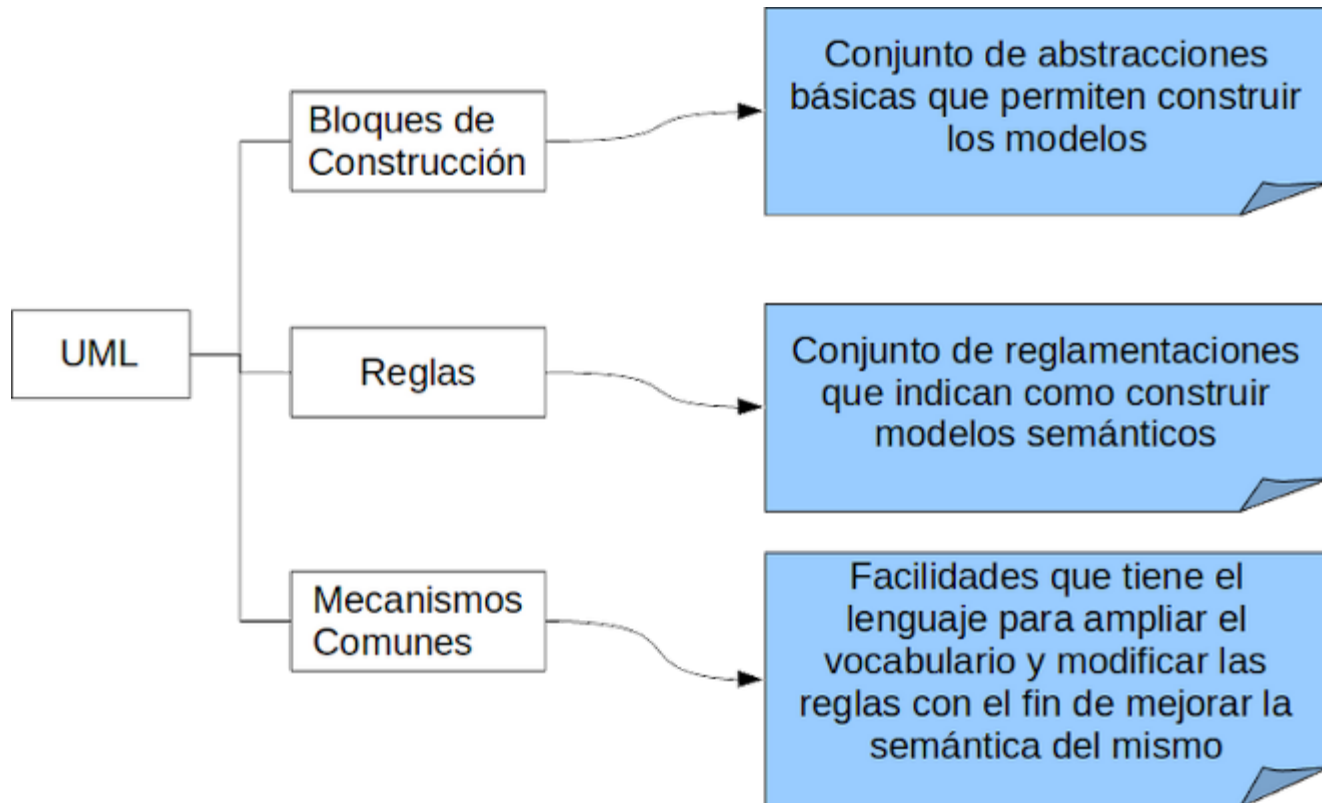 Bloques de
Construcción
Conjunto de abstracciones
básicas que permiten construir
los modelos
UML
Reglas
Conjunto de reglamentaciones
que indican como construir
modelos semánticos
Mecanismos
Comunes
Facilidades que tiene el
lenguaje para ampliar el
vocabulario y modificar las
reglas con el fin de mejorar la
semántica del mismo